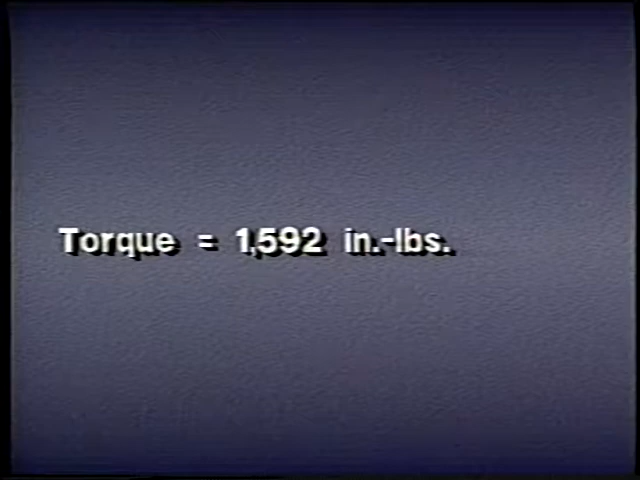 Torque = 1,592 in.-lbs.